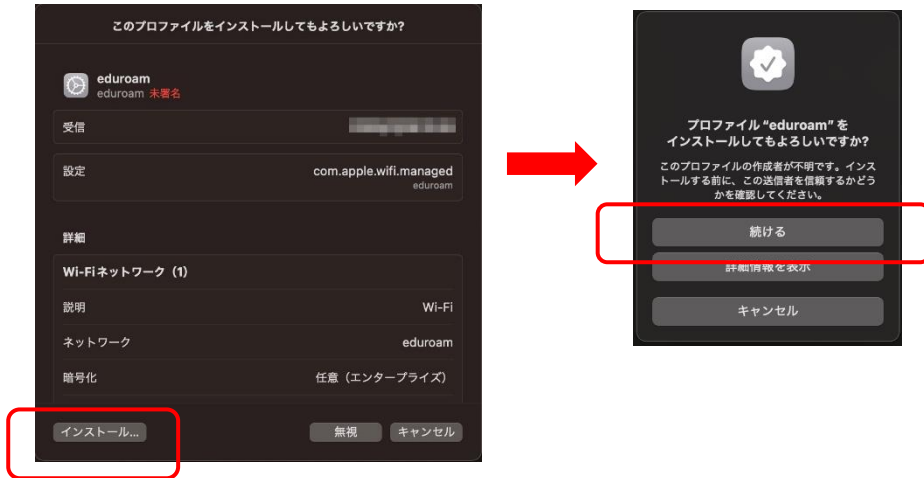 このプロファイルをインストールしてもよろしいですか?
eduroam
eduroam 未署名
受信
設定 com.apple.wifi.managed
eduroam
詳細
Wi-Fiネットワーク（1）
説明 Wi-Fi
ネットワーク eduroam
暗号化 任意（エンタープライズ）
インストール... 無視 キャンセル
プロファイル“eduroam”を
インストールしてもよろしいですか?
このプロファイルの作成者が不明です。インス
トールする前に、この送信者を信頼するかどう
かを確認してください。
続ける
詳細情報を表示
キャンセル